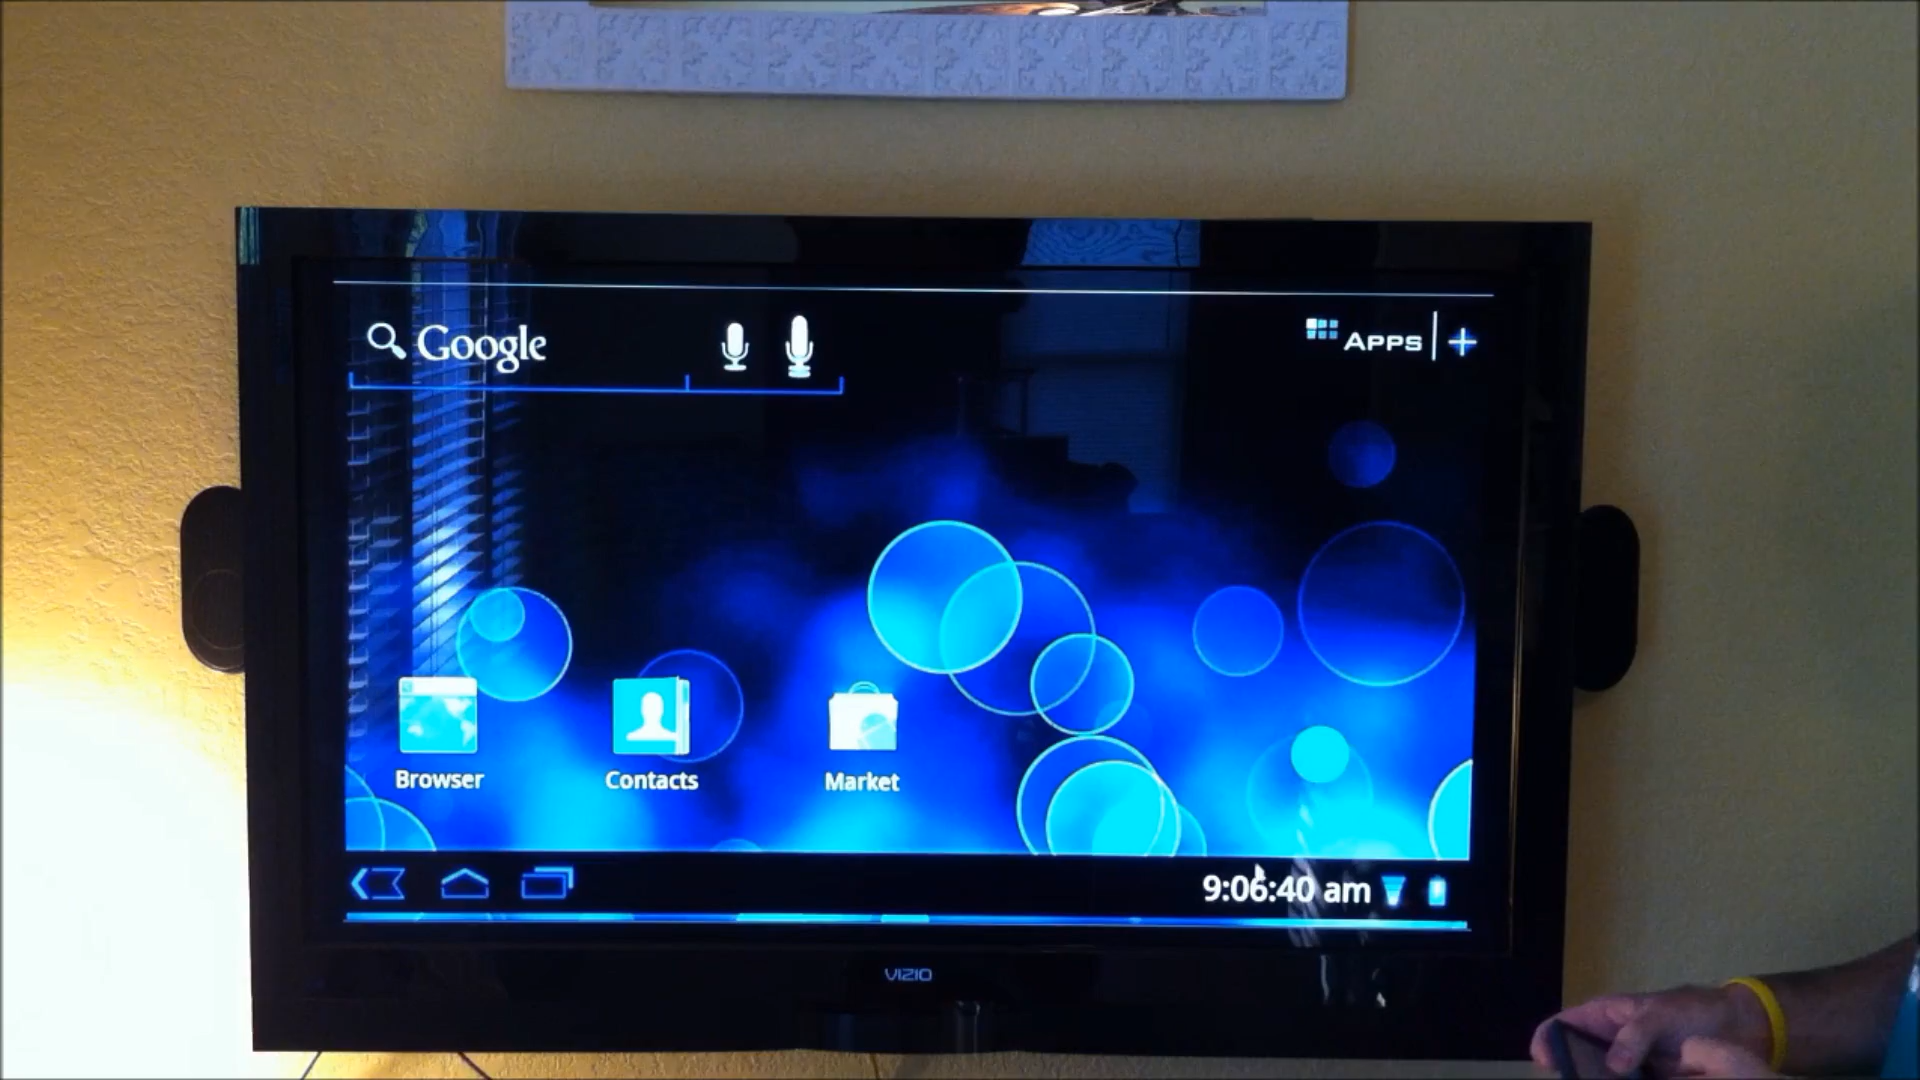 Google
APPS
Browser
Contacts
Market
9:06:40 am
VIZIO